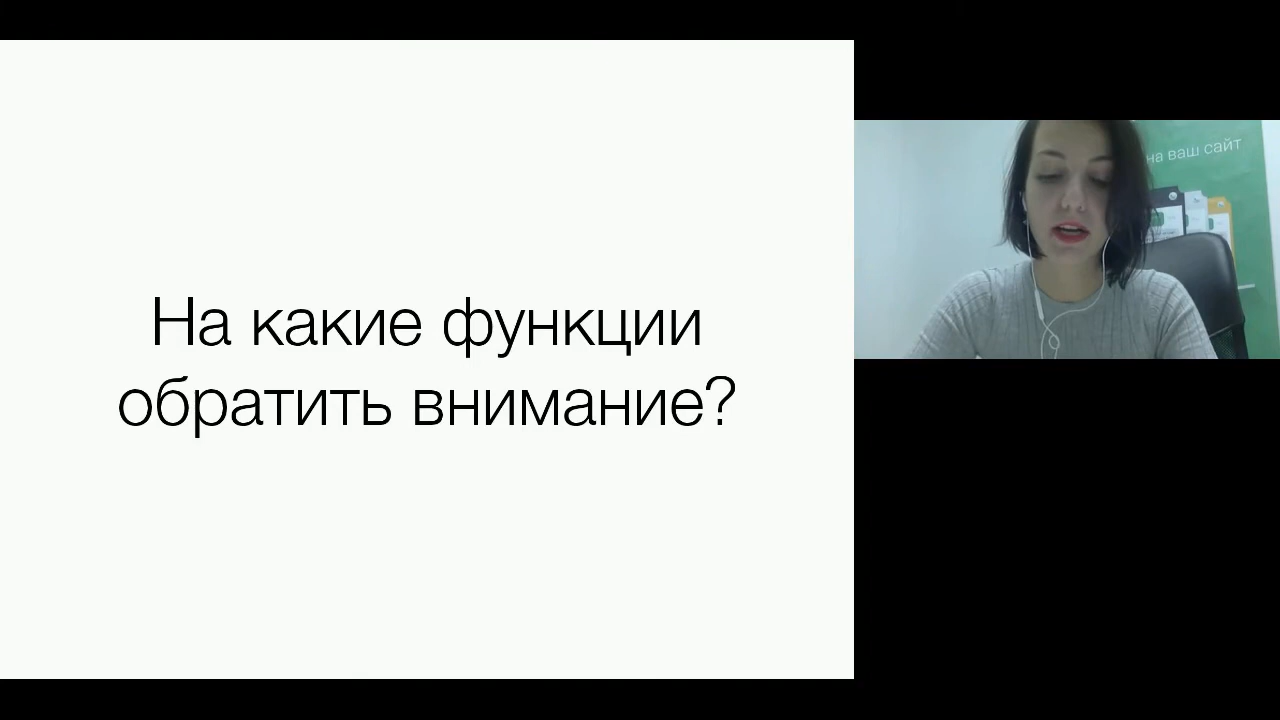 На какие функции
обратить внимание?
на ваш сайт